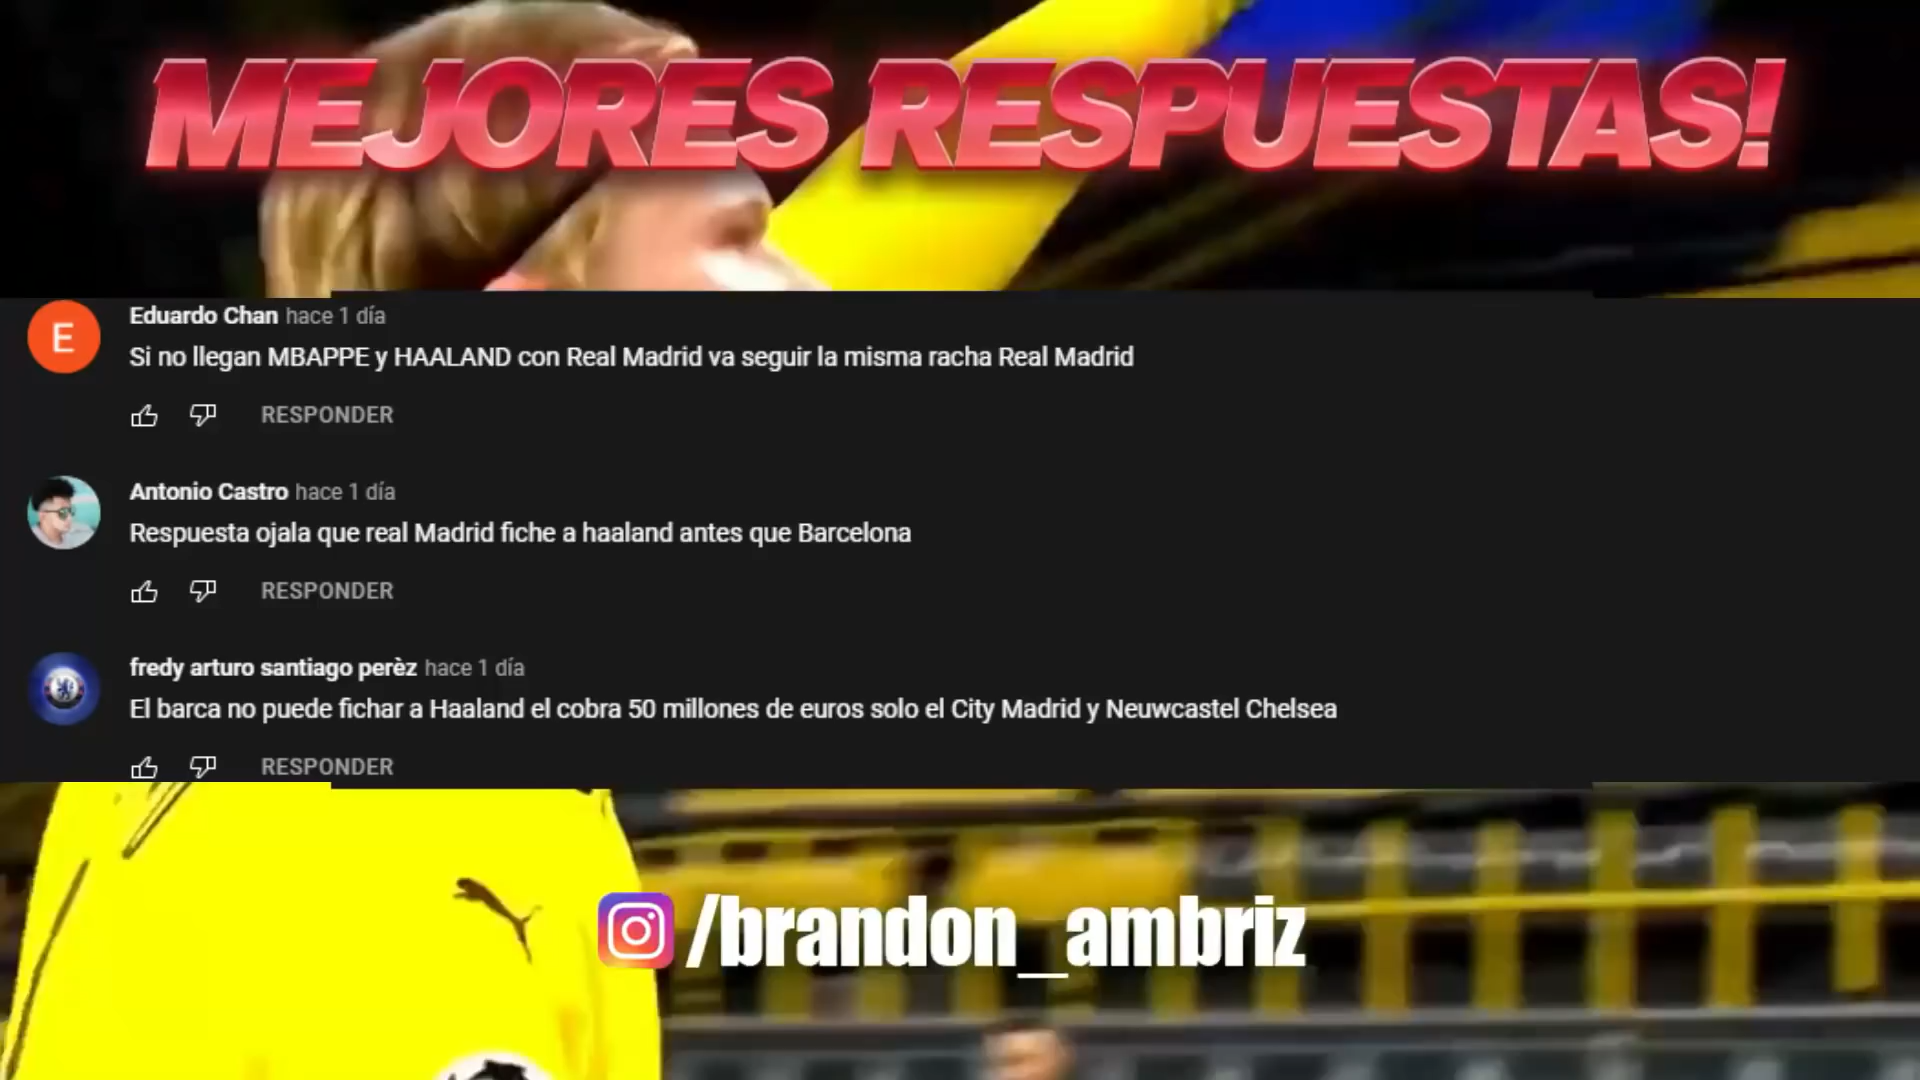 MEJORES RESPUESTAS!
E
Eduardo Chan hace 1 día
Si no llegan MBAPPE y HAALAND con Real Madrid va seguir la misma racha Real Madrid
RESPONDER
Antonio Castro hace 1 día
Respuesta ojala que real Madrid fiche a haaland antes que Barcelona
RESPONDER
fredy arturo santiago perèz hace 1 día
El barca no puede fichar a Haaland el cobra 50 millones de euros solo el City Madrid y Neuwcastel Chelsea
RESPONDER
/brandon_ambriz